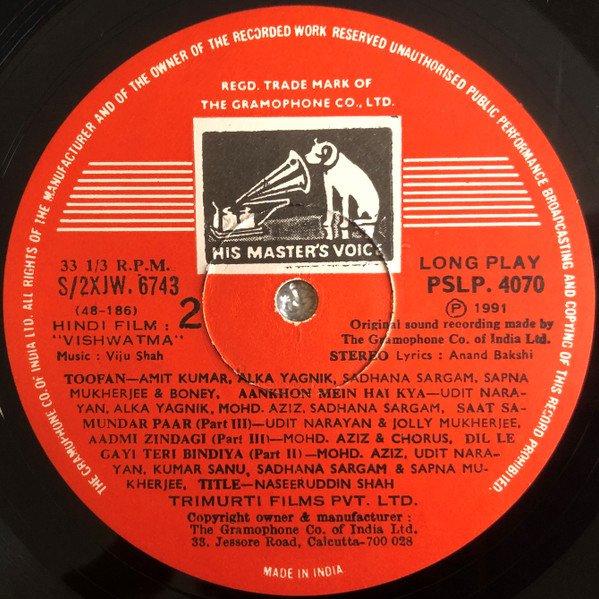 THE GRAMOPHONE CO. OF INDIA LTD. ALL RIGHTS OF THE MANUFACTURER AND OF THE OWNER OF THE RECORDED WORK RESERVED UNAUTHORISED PUBLIC PERFORMANCE BROADCASTING AND COPYING OF THIS RECORD PROHIBITED.
REGD. TRADE MARK OF
THE GRAMOPHONE CO., LTD.
HIS MASTER'S VOICE
33 1/3 R.P.M.
S/2XJW. 6743
(48-186)
HINDI FILM :
"VISHWATMA"
Music : Viju Shah
2
LONG PLAY
PSLP. 4070
Ⓟ 1991
Original sound recording made by
The Gramophone Co. of India Ltd.
STEREO Lyrics : Anand Bakshi
TOOFAN—AMIT KUMAR, ALKA YAGNIK, SADHANA SARGAM, SAPNA
MUKHERJEE & BONEY, AANKHON MEIN HAI KYA—UDIT NARA-
YAN, ALKA YAGNIK, MOHD. AZIZ, SADHANA SARGAM, SAAT SA-
MUNDAR PAAR (Part III)—UDIT NARAYAN & JOLLY MUKHERJEE,
AADMI ZINDAGI (Part III)—MOHD. AZIZ & CHORUS, DIL LE
GAYI TERI BINDIYA (Part II)—MOHD. AZIZ, UDIT NARA-
YAN, KUMAR SANU, SADHANA SARGAM & SAPNA MU-
KHERJEE, TITLE—NASEERUDDIN SHAH
TRIMURTI FILMS PVT. LTD.
Copyright owner & manufacturer :
The Gramophone Co. of India Ltd.
33, Jessore Road, Calcutta-700 028
MADE IN INDIA